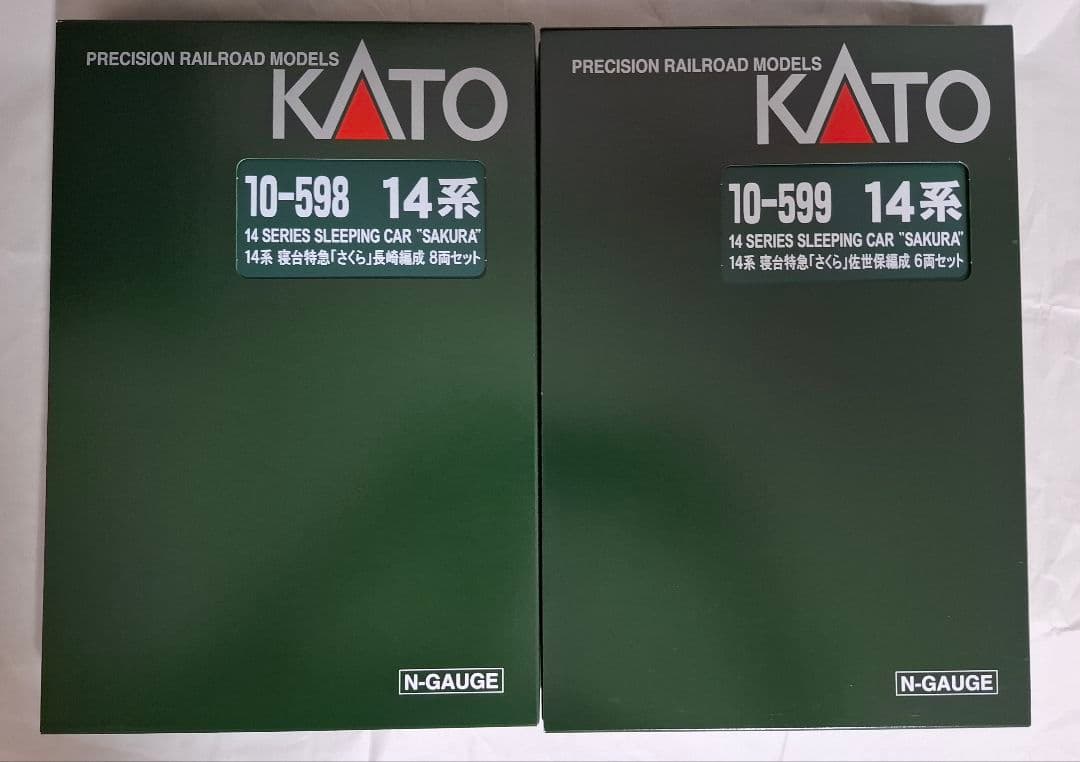 PRECISION RAILROAD MODELS
KATO
10-598 14系
14 SERIES SLEEPING CAR "SAKURA"
14系 寝台特急「さくら」長崎編成 8両セット
N-GAUGE
PRECISION RAILROAD MODELS
KATO
10-599 14系
14 SERIES SLEEPING CAR "SAKURA"
14系 寝台特急「さくら」佐世保編成 6両セット
N-GAUGE